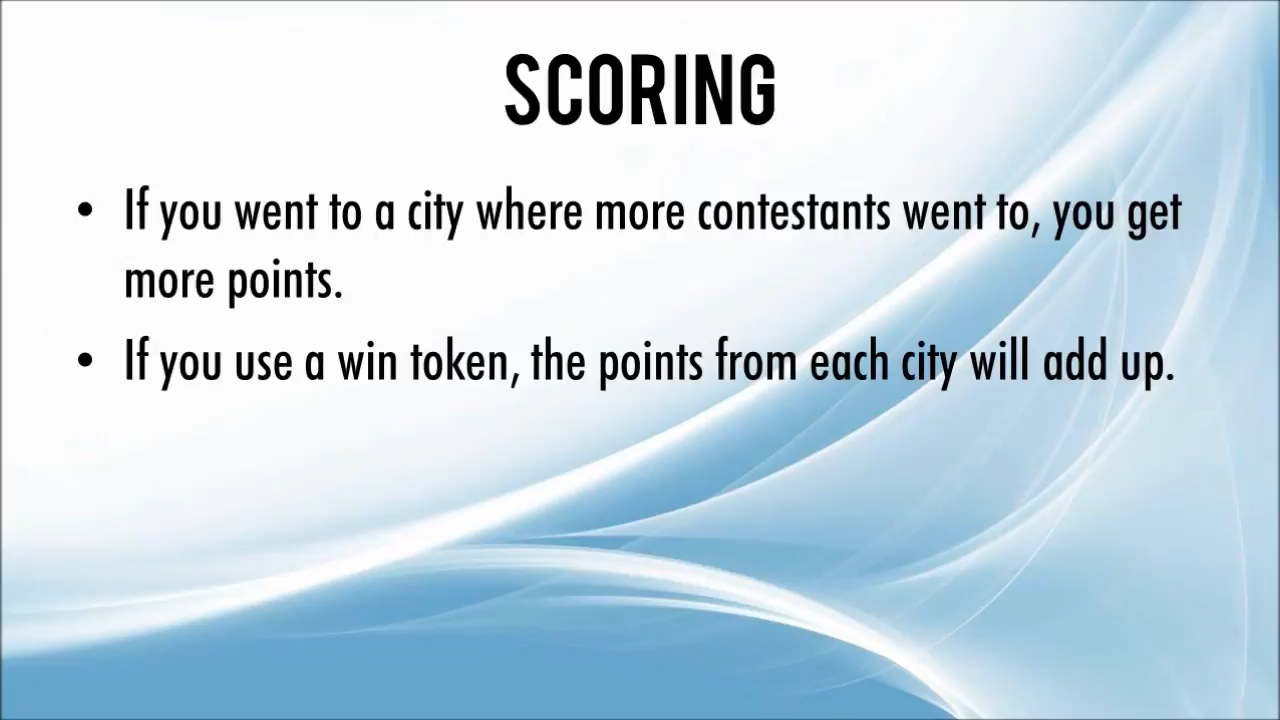 SCORING
• If you went to a city where more contestants went to, you get
more points.
• If you use a win token, the points from each city will add up.